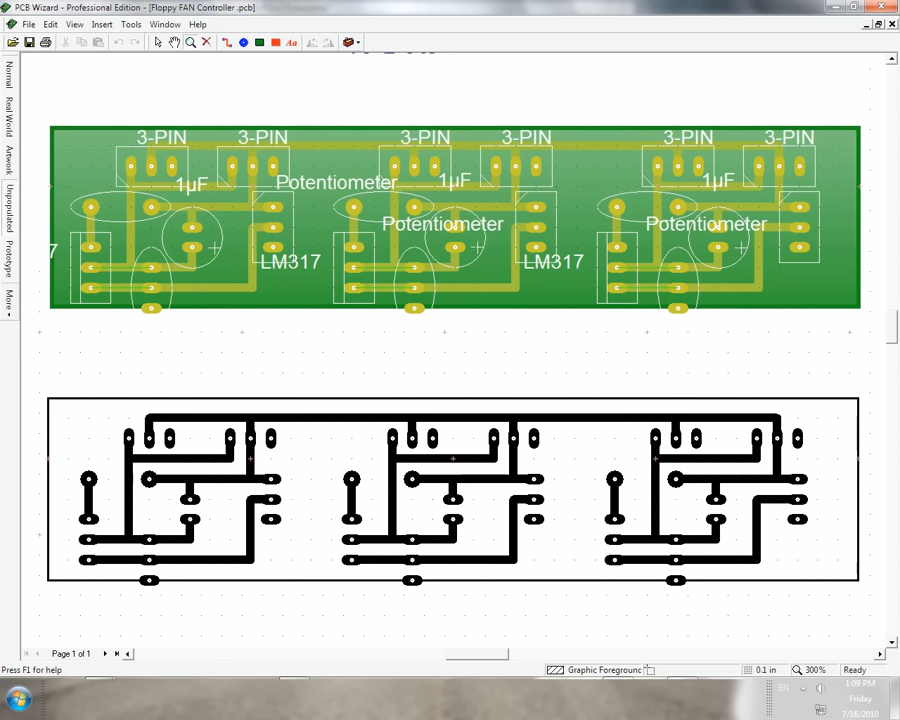 PCB Wizard - Professional Edition - [Floppy FAN Controller .pcb]
File Edit View Insert Tools Window Help
Aa
Normal
Real World
Artwork
Unpopulated
Prototype
More
3-PIN 3-PIN 3-PIN 3-PIN 3-PIN 3-PIN
1µF Potentiometer 1µF 1µF
Potentiometer Potentiometer
7 LM317 LM317
Page 1 of 1
Press F1 for help Graphic Foreground 0.1 in 300% Ready
EN 1:09 PM
Friday
7/16/2010